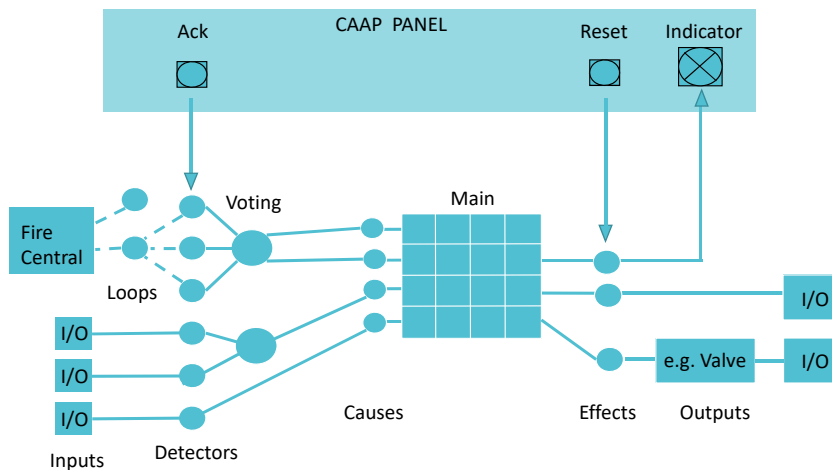 CAAP PANEL
Ack
Reset
Indicator
Voting
Main
Fire
Central
Loops
I/O
I/O
I/O
I/O
e.g. Valve
I/O
Causes
Effects
Outputs
Detectors
Inputs